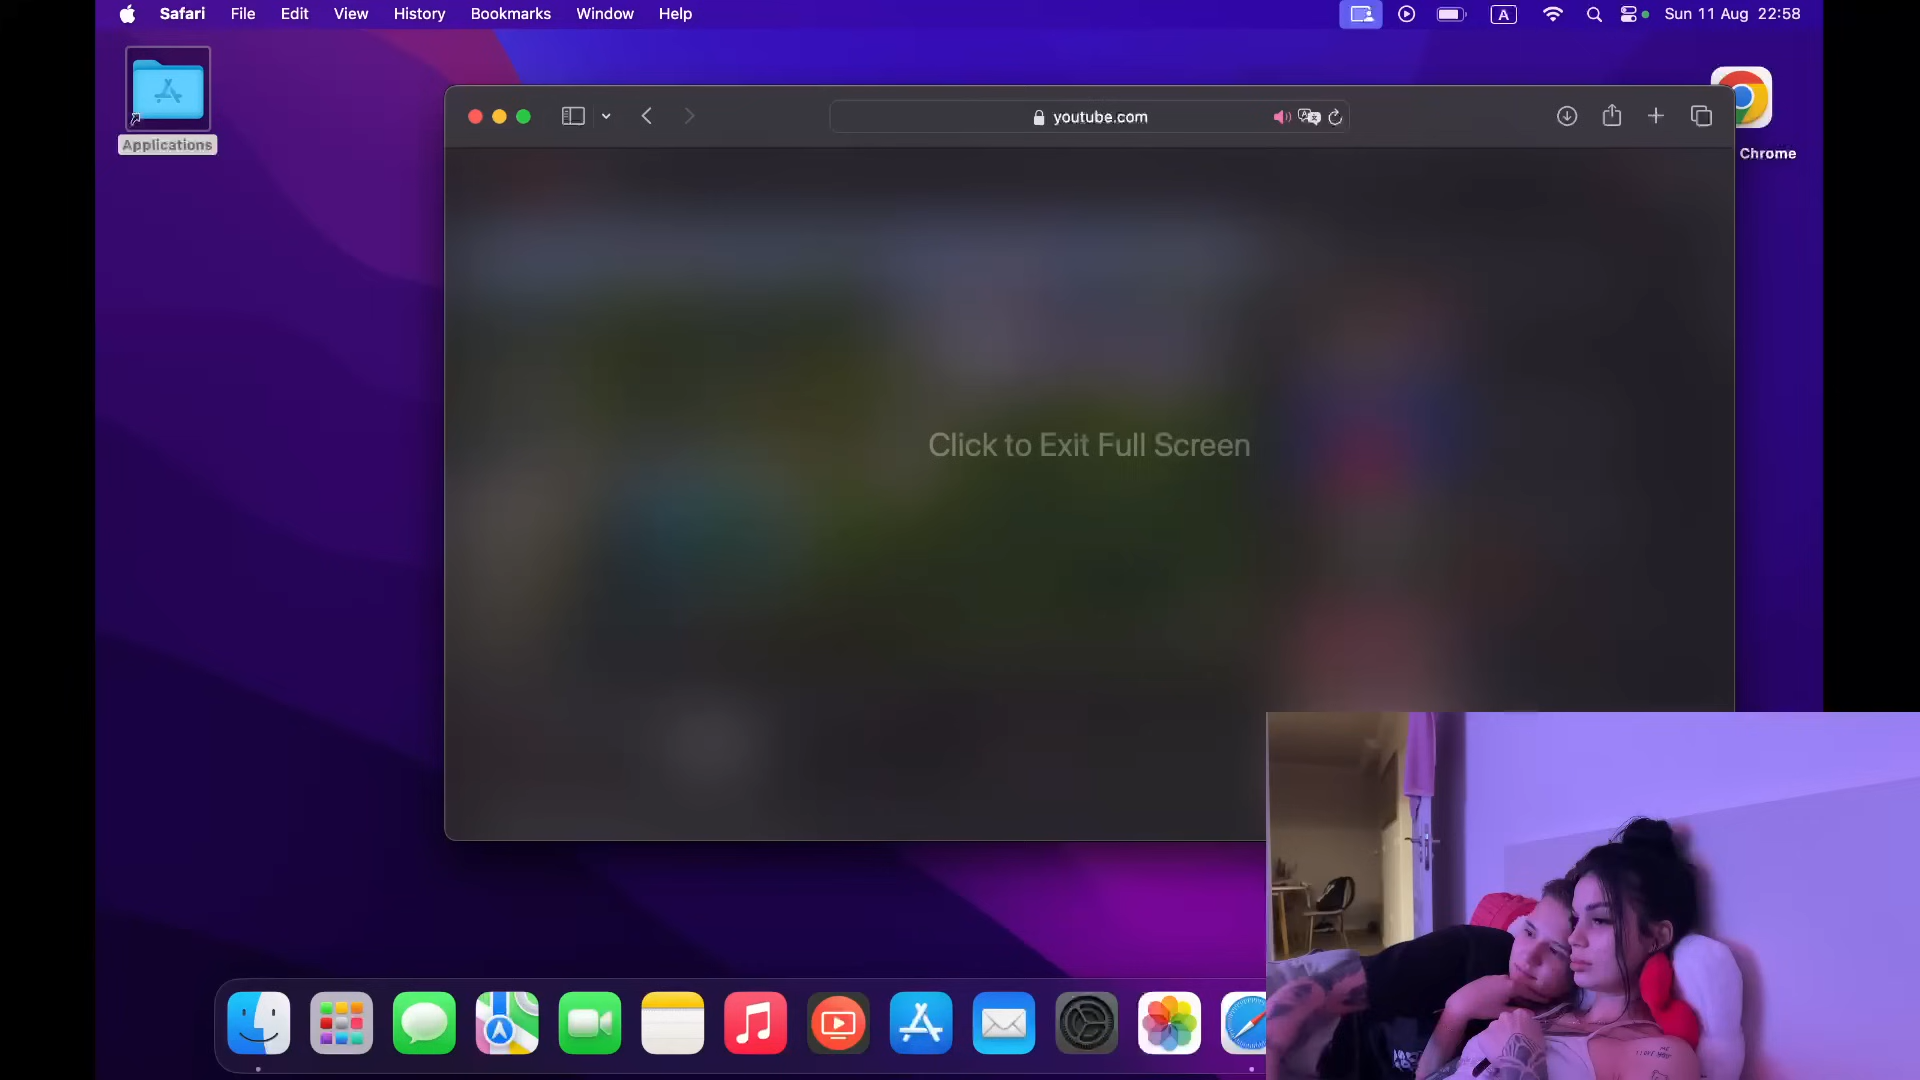 Safari File Edit View History Bookmarks Window Help A Sun 11 Aug 22:58
youtube.com
Applications
Chrome
Click to Exit Full Screen